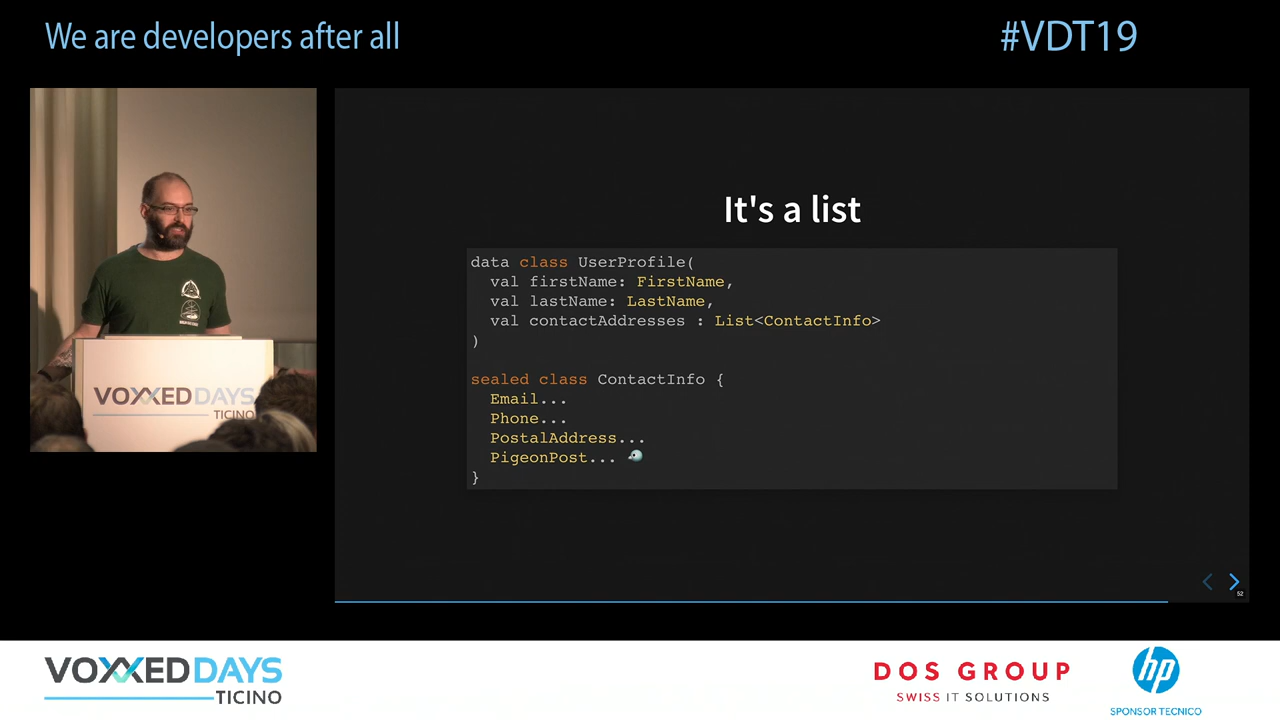 We are developers after all
#VDT19
VOXXED DAYS
TICINO
It's a list
data class UserProfile(
val firstName: FirstName,
val lastName: LastName,
val contactAddresses : List<ContactInfo>
)
sealed class ContactInfo {
Email...
Phone...
PostalAddress...
PigeonPost...
}
52
VOXXED DAYS
TICINO
DOS GROUP
SWISS IT SOLUTIONS
hp
SPONSOR TECNICO